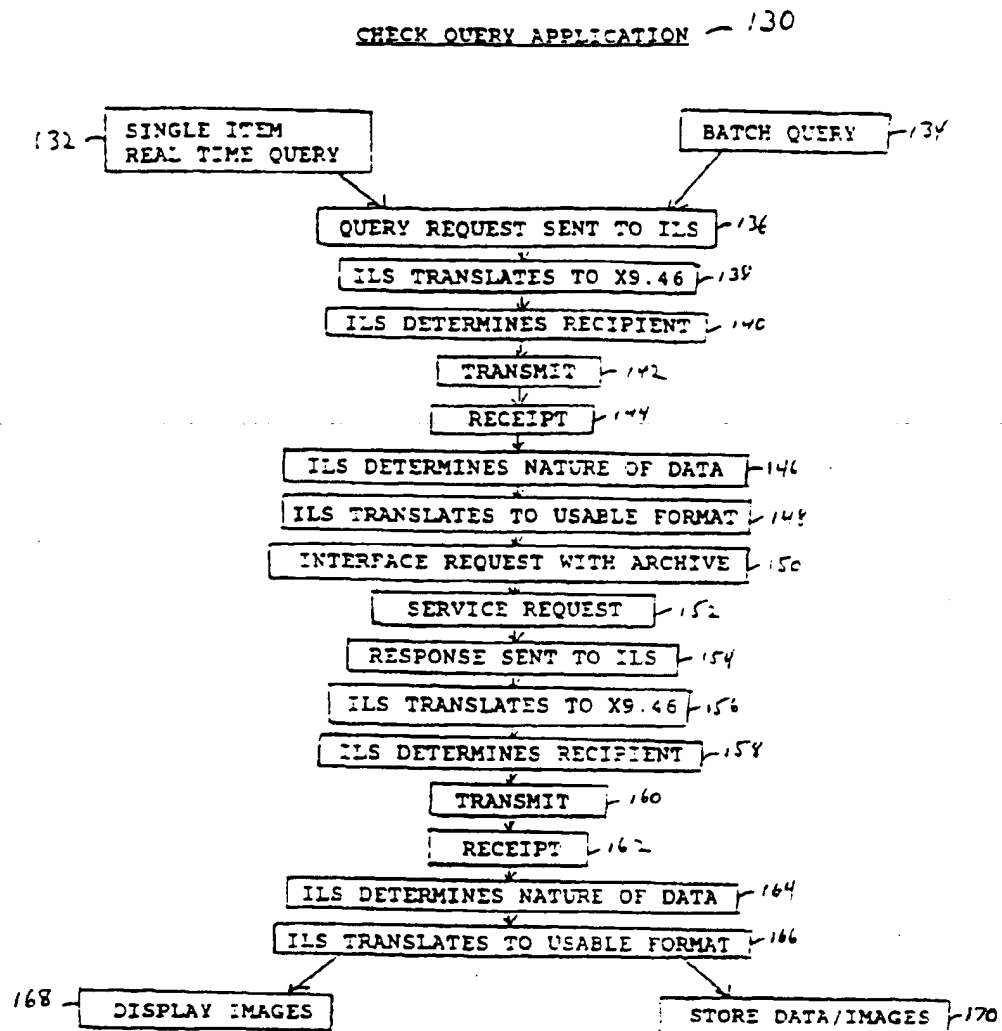 CHECK QUERY APPLICATION 130
132 SINGLE ITEM
REAL TIME QUERY
BATCH QUERY 134
QUERY REQUEST SENT TO ILS 136
ILS TRANSLATES TO X9.46 138
ILS DETERMINES RECIPIENT 140
TRANSMIT 142
RECEIPT 144
ILS DETERMINES NATURE OF DATA 146
ILS TRANSLATES TO USABLE FORMAT 148
INTERFACE REQUEST WITH ARCHIVE 150
SERVICE REQUEST 152
RESPONSE SENT TO ILS 154
ILS TRANSLATES TO X9.46 156
ILS DETERMINES RECIPIENT 158
TRANSMIT 160
RECEIPT 162
ILS DETERMINES NATURE OF DATA 164
ILS TRANSLATES TO USABLE FORMAT 166
168 DISPLAY IMAGES
STORE DATA/IMAGES 170